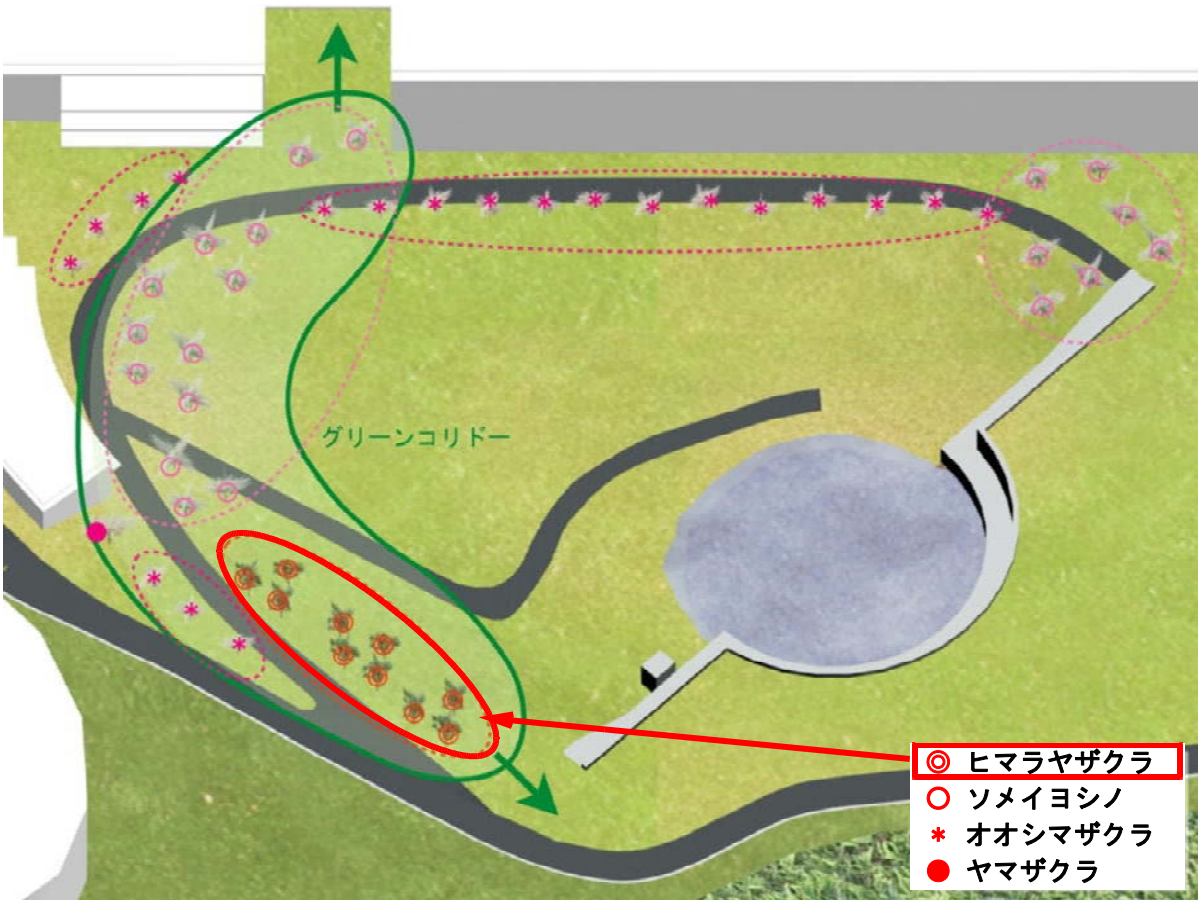 グリーンコリドー
ヒマラヤザクラ
ソメイヨシノ
オオシマザクラ
ヤマザクラ